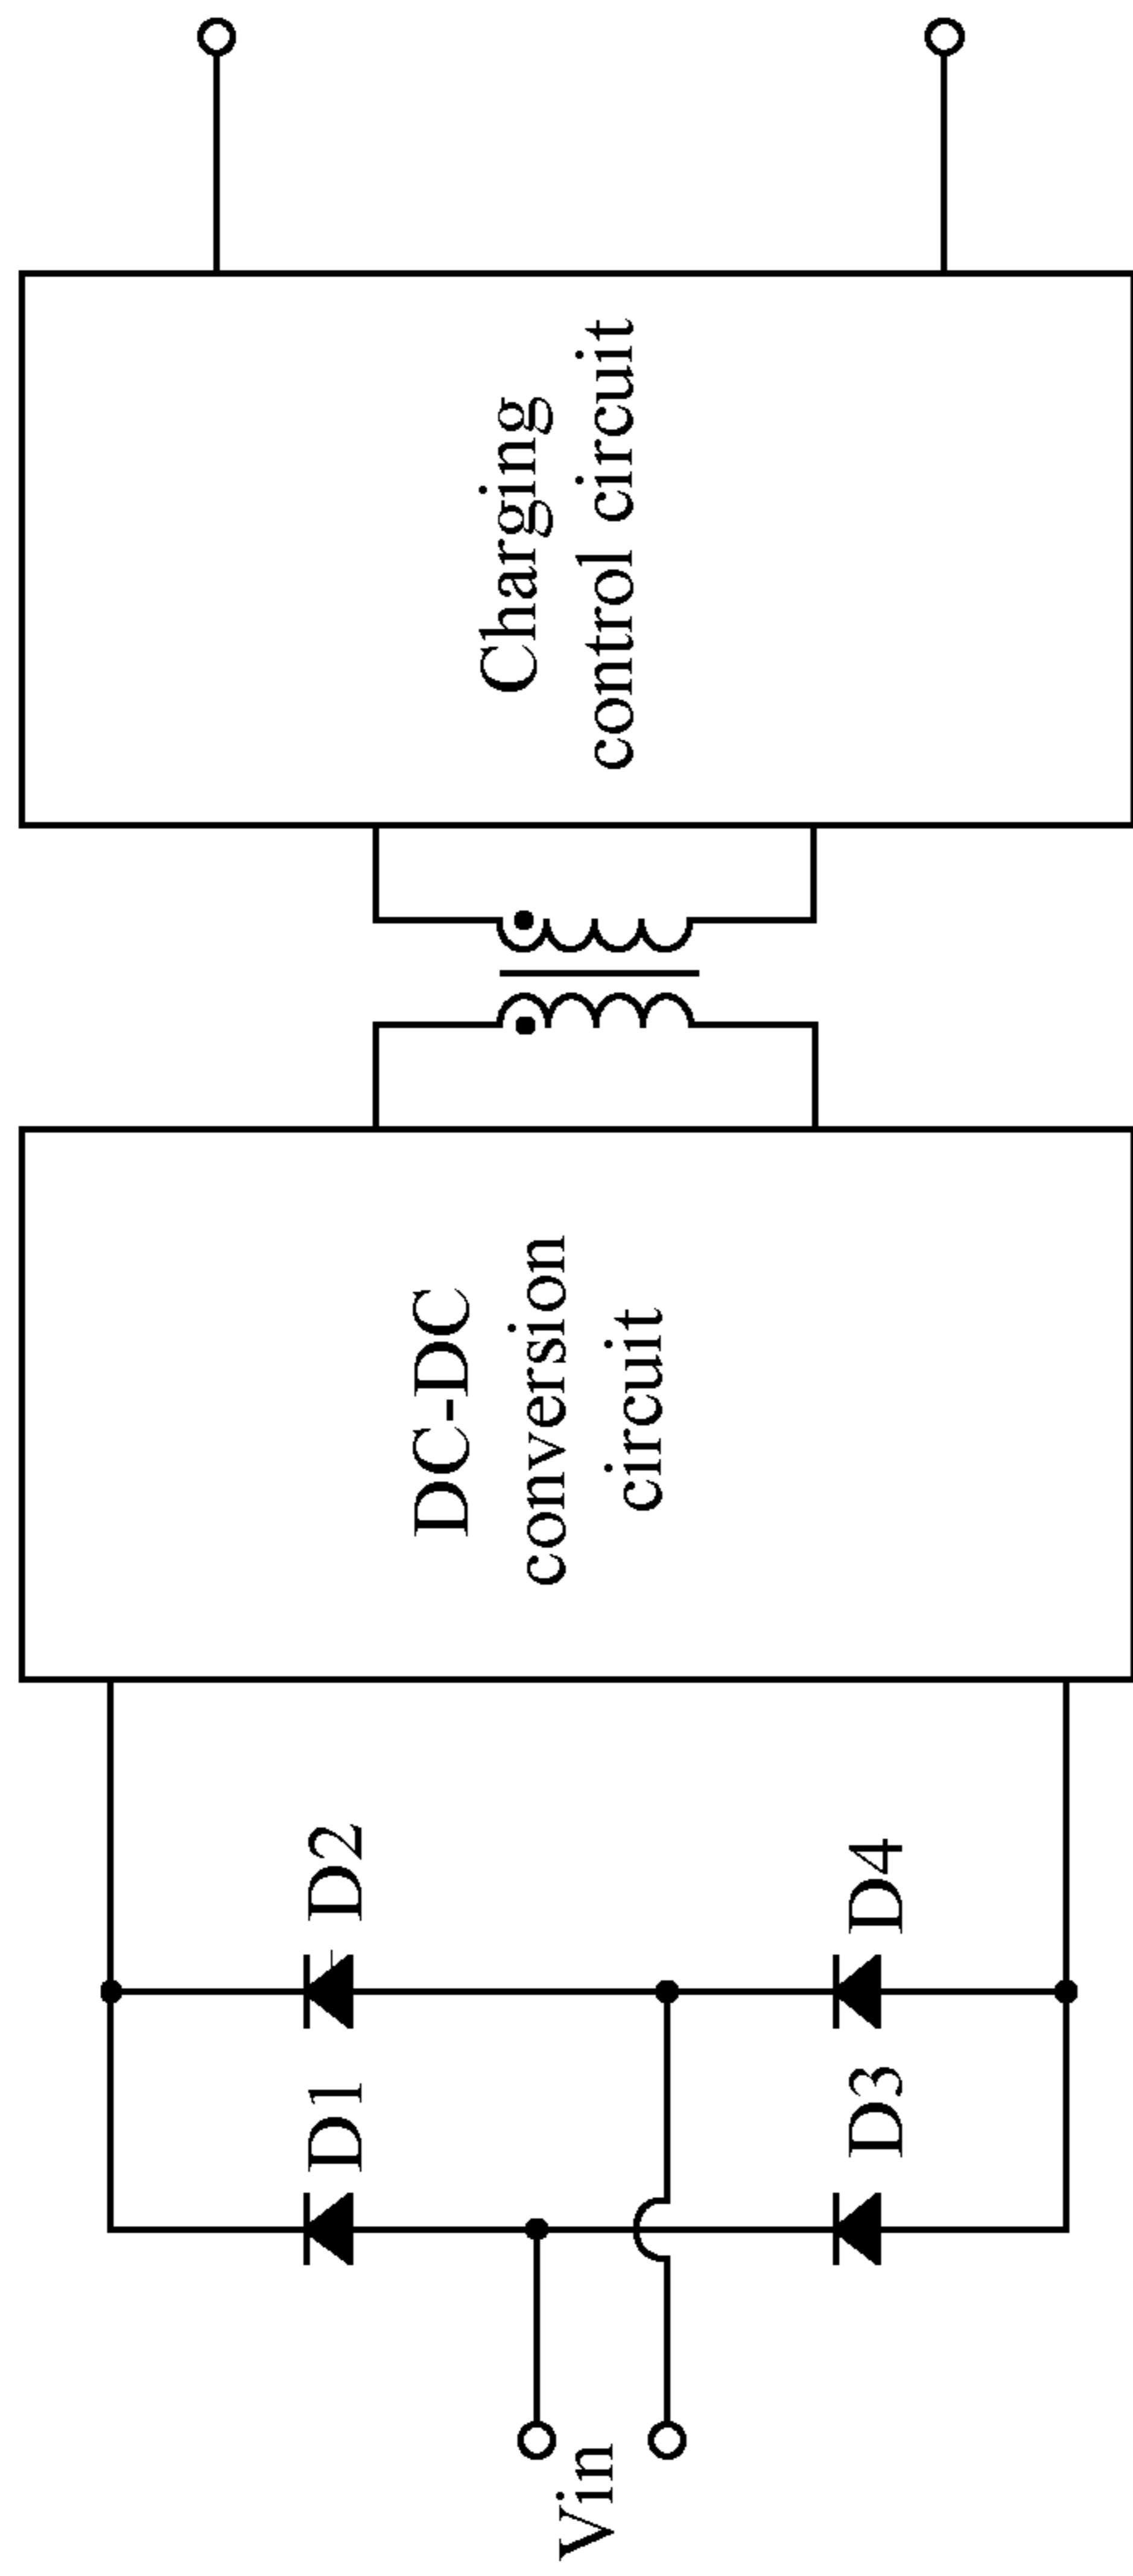 Vin
D1
D2
D3
D4
DC-DC
conversion
circuit
Charging
control circuit